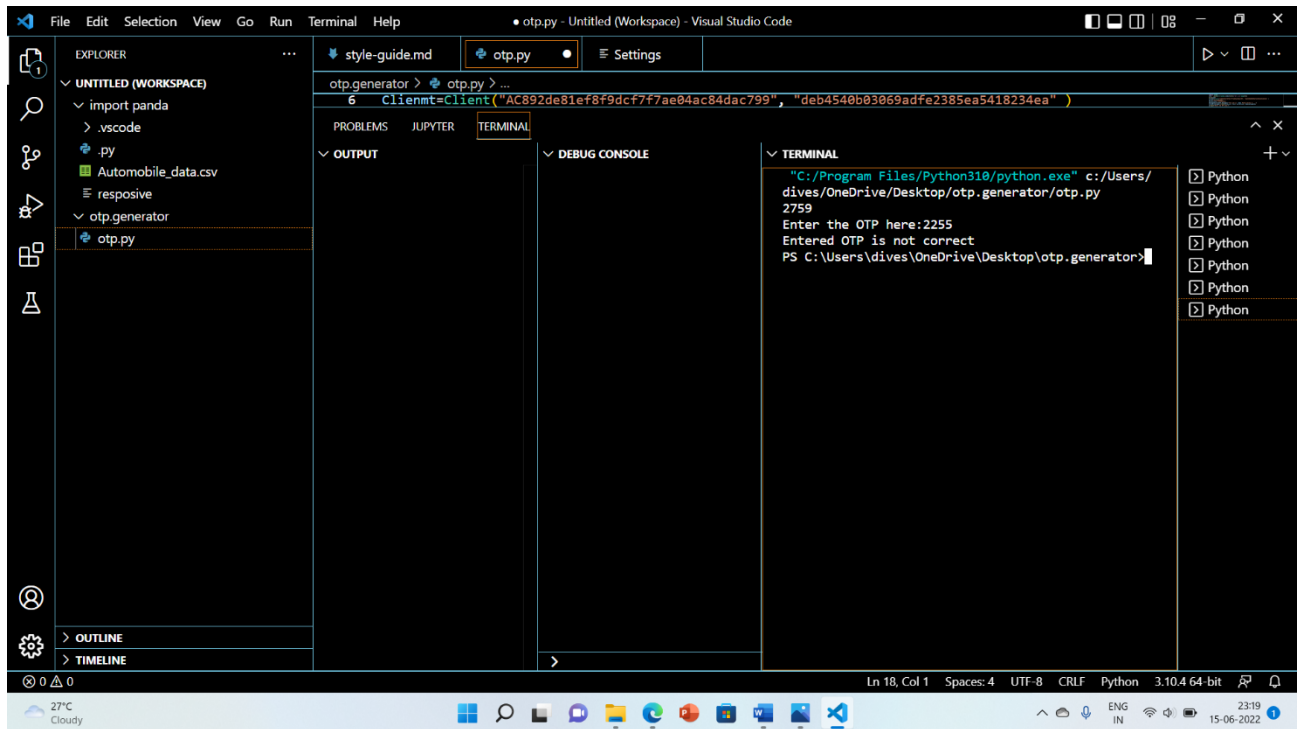 File Edit Selection View Go Run Terminal Help
● otp.py - Untitled (Workspace) - Visual Studio Code
EXPLORER
style-guide.md
otp.py
Settings
UNTITLED (WORKSPACE)
import panda
.vscode
.py
Automobile_data.csv
resposive
otp.generator
otp.py
1
otp.generator > otp.py > ...
6 Clienmt=Client("AC892de81ef8f9dcf7f7ae04ac84dac799", "deb4540b03069adfe2385ea5418234ea" )
PROBLEMS JUPYTER TERMINAL
OUTPUT
DEBUG CONSOLE
TERMINAL
"C:/Program Files/Python310/python.exe" c:/Users/
dives/OneDrive/Desktop/otp.generator/otp.py
2759
Enter the OTP here:2255
Entered OTP is not correct
PS C:\Users\dives\OneDrive\Desktop\otp.generator>
Python
Python
Python
Python
Python
Python
Python
OUTLINE
TIMELINE
0 0
Ln 18, Col 1 Spaces: 4 UTF-8 CRLF Python 3.10.4 64-bit
27°C
Cloudy
ENG
IN
23:19
15-06-2022
1